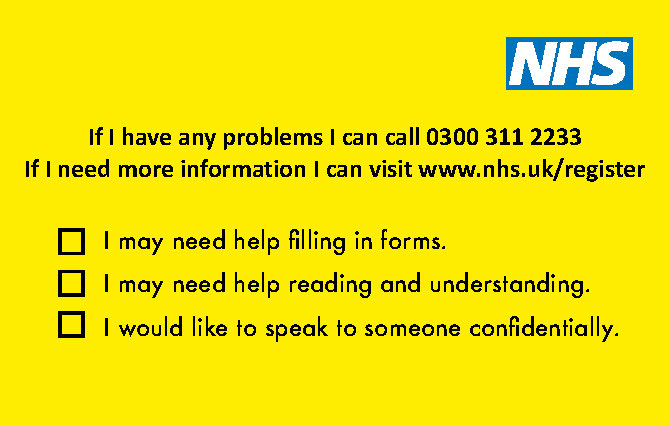 NHS
If I have any problems I can call 0300 311 2233
If I need more information I can visit www.nhs.uk/register
I may need help filling in forms.
I may need help reading and understanding.
I would like to speak to someone confidentially.